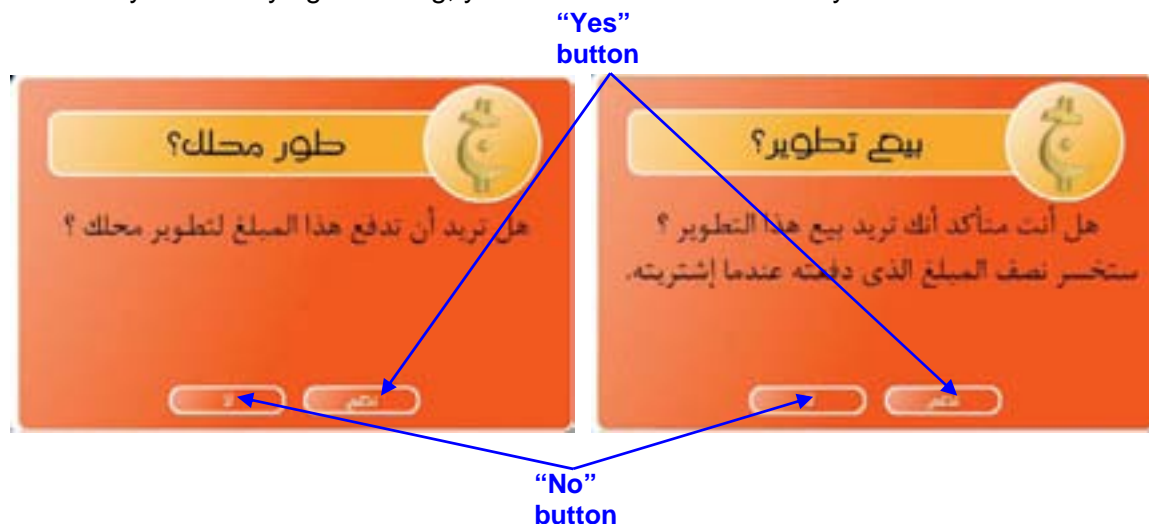 “Yes”
button
طور محلك؟
هل تريد أن تدفع هذا المبلغ لتطوير محلك ؟
نعم
لا
بيع تطوير؟
هل أنت متأكد أنك تريد بيع هذا التطوير ؟
ستخسر نصف المبلغ الذى دفعته عندما إشتريته.
نعم
“No”
button